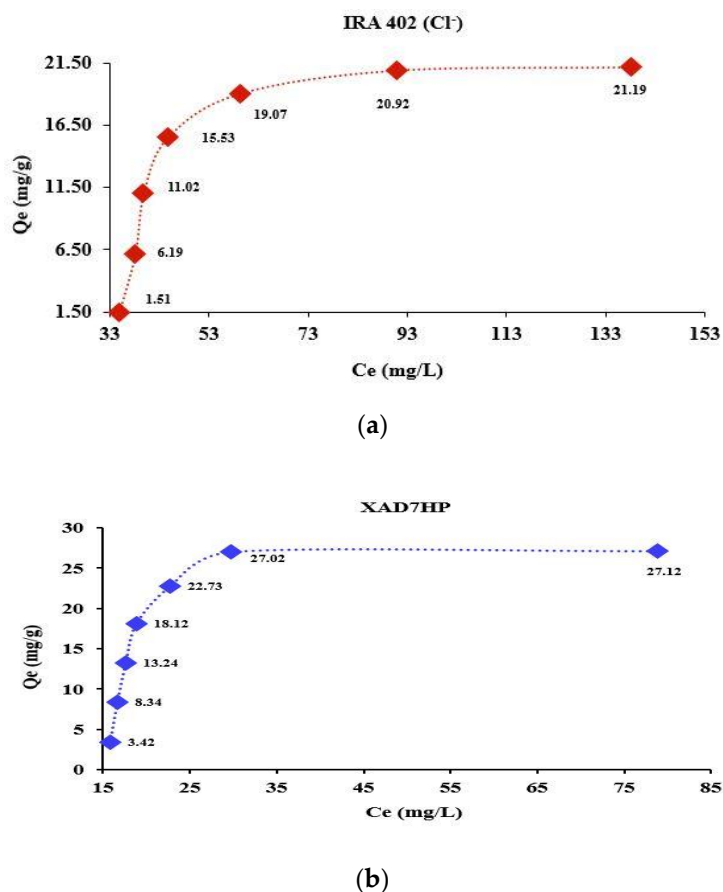 IRA 402 (Cl-)
21.50
16.50
11.50
6.50
1.50
Qe (mg/g)
1.51
6.19
11.02
15.53
19.07
20.92
21.19
33 53 73 93 113 133 153
Ce (mg/L)
(a)
XAD7HP
30
25
20
15
10
5
0
Qe (mg/g)
3.42
8.34
13.24
18.12
22.73
27.02
27.12
15 25 35 45 55 65 75 85
Ce (mg/L)
(b)